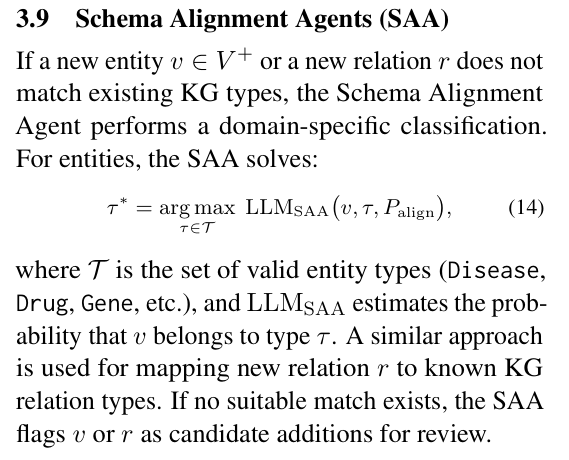 3.9 Schema Alignment Agents (SAA)
If a new entity v ∈ V⁺ or a new relation r does not
match existing KG types, the Schema Alignment
Agent performs a domain-specific classification.
For entities, the SAA solves:
τ* = arg max LLM_SAA(v, τ, P_align), (14)
τ∈𝒯
where 𝒯 is the set of valid entity types (Disease,
Drug, Gene, etc.), and LLM_SAA estimates the prob-
ability that v belongs to type τ. A similar approach
is used for mapping new relation r to known KG
relation types. If no suitable match exists, the SAA
flags v or r as candidate additions for review.